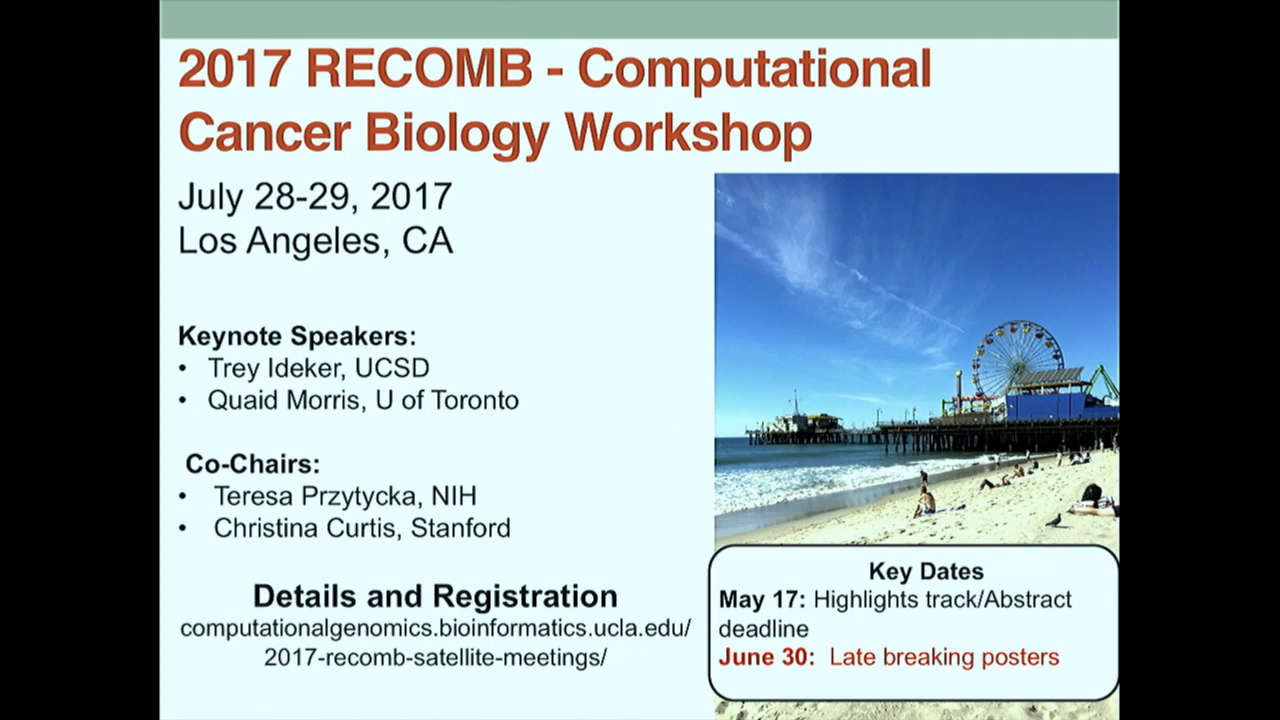 2017 RECOMB - Computational
Cancer Biology Workshop
July 28-29, 2017
Los Angeles, CA
Keynote Speakers:
• Trey Ideker, UCSD
• Quaid Morris, U of Toronto
Co-Chairs:
• Teresa Przytycka, NIH
• Christina Curtis, Stanford
Details and Registration
computationalgenomics.bioinformatics.ucla.edu/
2017-recomb-satellite-meetings/
Key Dates
May 17: Highlights track/Abstract
deadline
June 30: Late breaking posters